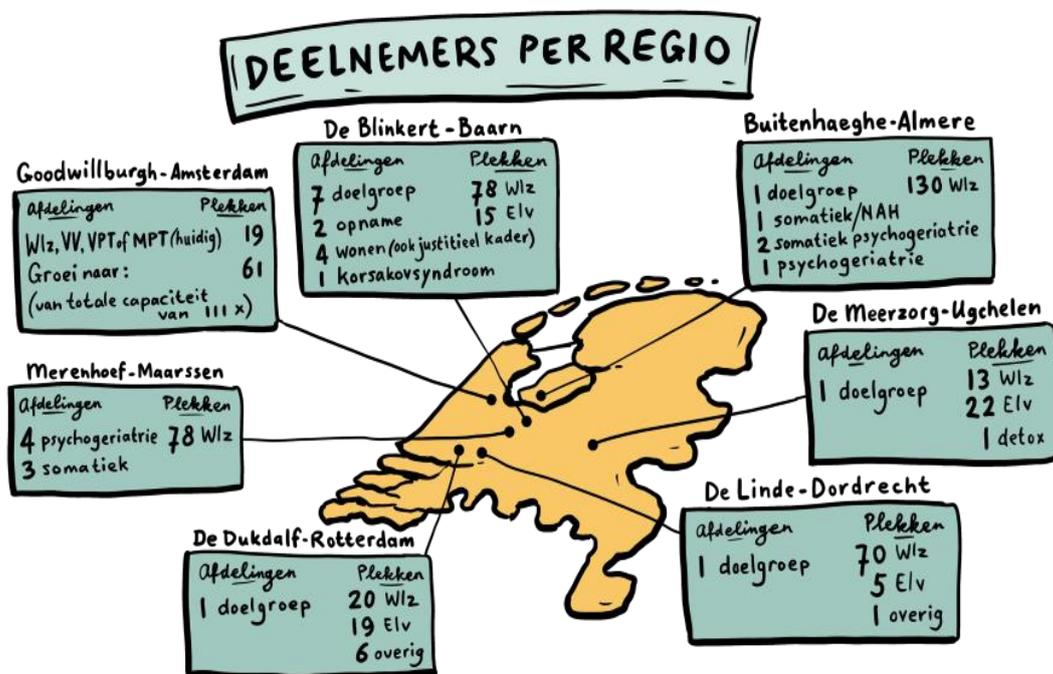 DEELNEMERS PER REGIO
Goodwillburgh-Amsterdam
Afdelingen Plekken
Wlz, VV, VPT of MPT (huidig) 19
Groei naar: 61
(van totale capaciteit
van 111 x)
De Blinkert-Baarn
Afdelingen Plekken
7 doelgroep 78 Wlz
2 opname 15 Elv
4 wonen (ook justitieel kader)
1 korsakovsyndroom
Buitenhaeghe-Almere
Afdelingen Plekken
1 doelgroep 130 Wlz
1 somatiek/NAH
2 somatiek psychogeriatrie
1 psychogeriatrie
Merenhoef-Maarssen
Afdelingen Plekken
4 psychogeriatrie 78 Wlz
3 somatiek
De Meerzorg-Ugchelen
Afdelingen Plekken
1 doelgroep 13 Wlz
22 Elv
1 detox
De Dukdalf-Rotterdam
Afdelingen Plekken
1 doelgroep 20 Wlz
19 Elv
6 overig
De Linde-Dordrecht
Afdelingen Plekken
1 doelgroep 70 Wlz
5 Elv
1 overig